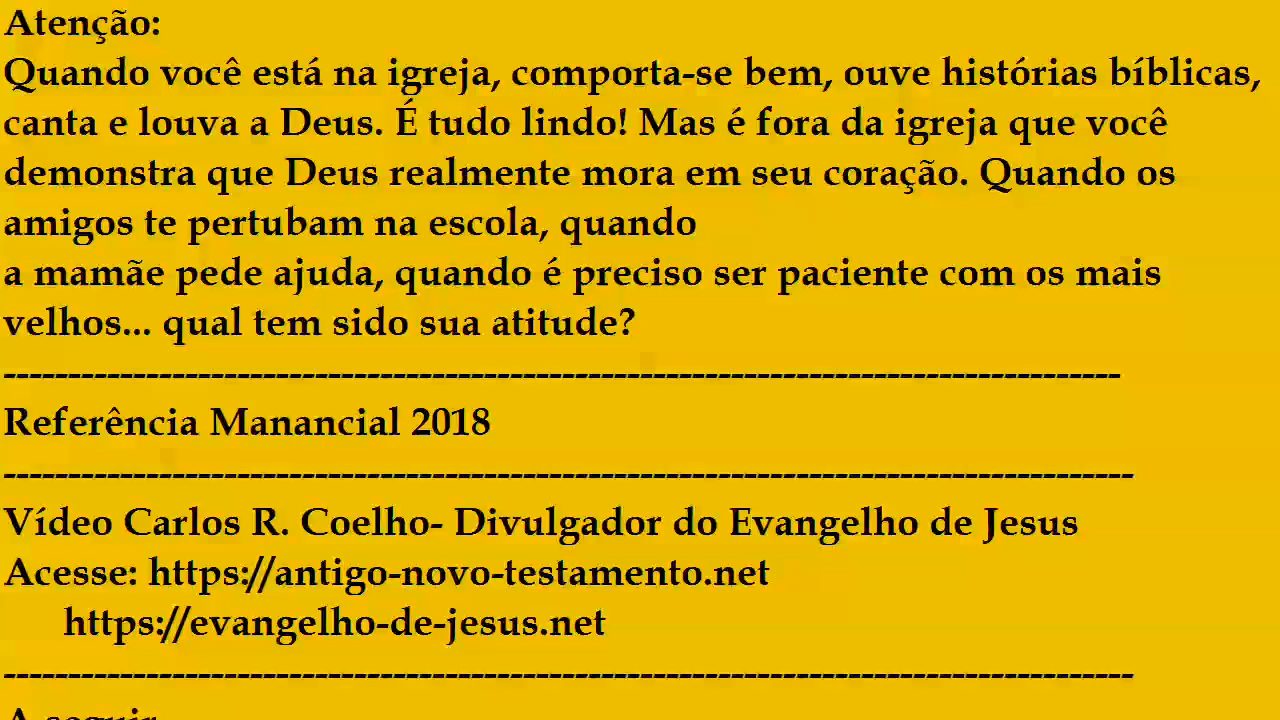 Atenção:
Quando você está na igreja, comporta-se bem, ouve histórias bíblicas,
canta e louva a Deus. É tudo lindo! Mas é fora da igreja que você
demonstra que Deus realmente mora em seu coração. Quando os
amigos te pertubam na escola, quando
a mamãe pede ajuda, quando é preciso ser paciente com os mais
velhos... qual tem sido sua atitude?
----------------------------------------------------------------------------------------
Referência Manancial 2018
-----------------------------------------------------------------------------------------
Vídeo Carlos R. Coelho- Divulgador do Evangelho de Jesus
Acesse: https://antigo-novo-testamento.net
https://evangelho-de-jesus.net
-----------------------------------------------------------------------------------------
A seguir